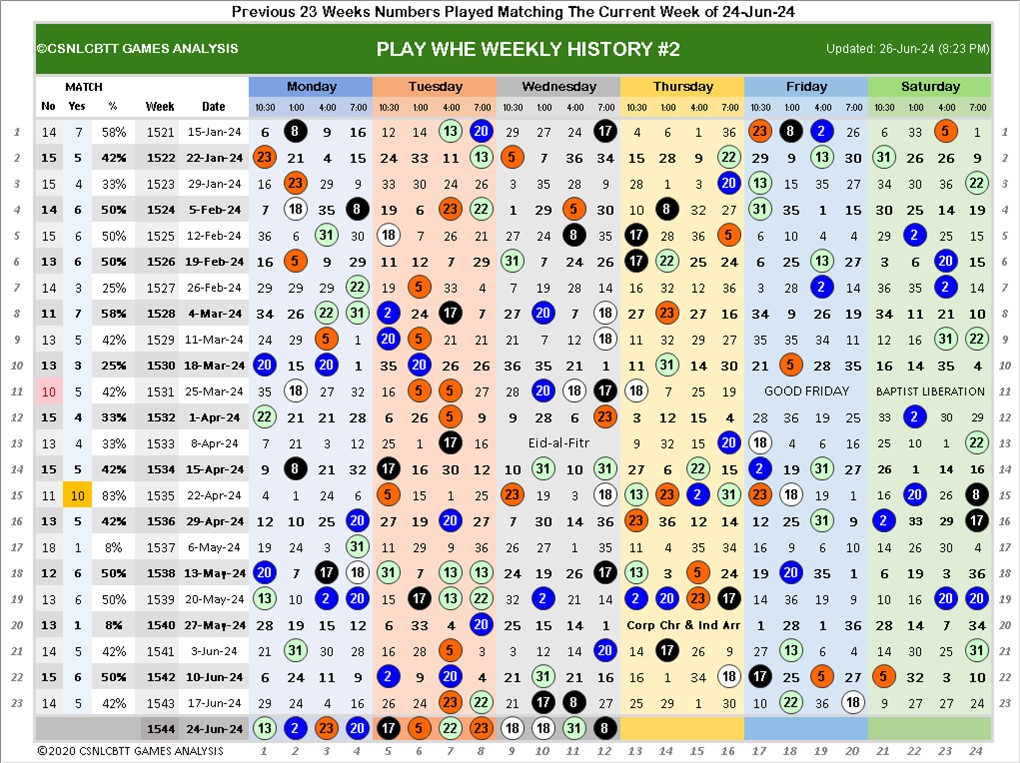 Previous 23 Weeks Numbers Played Matching The Current Week of 24-Jun-24
©CSNLCBTT GAMES ANALYSIS PLAY WHE WEEKLY HISTORY #2 Updated: 26-Jun-24 (8:23 PM)
MATCH Monday Tuesday Wednesday Thursday Friday Saturday
No Yes % Week Date 10:30 1:00 4:00 7:00 10:30 1:00 4:00 7:00 10:30 1:00 4:00 7:00 10:30 1:00 4:00 7:00 10:30 1:00 4:00 7:00 10:30 1:00 4:00 7:00
1 14 7 58% 1521 15-Jan-24 6 8 9 16 12 14 13 20 29 27 24 17 4 6 1 36 23 8 2 26 6 33 23 1 1
2 15 5 42% 1522 22-Jan-24 23 21 4 15 24 33 11 13 5 7 36 34 15 28 9 22 29 9 13 30 31 26 26 9 2
3 15 4 33% 1523 29-Jan-24 16 23 29 9 33 30 24 26 3 35 28 9 28 1 3 20 13 15 35 27 34 30 36 22 3
4 14 6 50% 1524 5-Feb-24 7 18 35 8 19 6 23 22 1 29 5 30 10 8 32 27 31 35 1 15 30 25 14 19 4
5 15 6 50% 1525 12-Feb-24 36 6 31 30 18 7 26 21 27 24 8 35 17 28 36 5 6 10 4 4 29 2 25 15 5
6 13 6 50% 1526 19-Feb-24 16 5 9 29 11 12 7 29 31 7 24 26 17 22 25 24 6 25 13 27 3 6 20 15 6
7 14 3 25% 1527 26-Feb-24 29 29 29 22 19 5 33 4 7 19 28 14 16 32 12 36 3 28 2 14 36 35 2 14 7
8 11 7 58% 1528 4-Mar-24 34 26 22 31 2 24 17 7 27 20 7 18 27 23 8 16 34 9 26 19 34 11 21 10 8
9 13 5 42% 1529 11-Mar-24 24 29 5 1 20 5 21 21 21 7 12 18 11 32 29 27 35 35 9 34 12 16 31 22 9
10 13 3 25% 1530 18-Mar-24 20 15 20 1 35 20 26 26 36 35 21 1 11 31 14 30 21 5 28 35 16 14 35 4 10
11 10 5 42% 1531 25-Mar-24 35 18 27 32 16 5 5 27 28 20 18 17 18 7 25 19 GOOD FRIDAY BAPTIST LIBERATION 11
12 15 4 33% 1532 1-Apr-24 22 21 21 28 6 26 5 9 9 28 6 23 3 12 15 4 28 36 19 25 33 2 30 29 12
13 13 4 33% 1533 8-Apr-24 7 21 3 12 25 1 17 16 Eid-al-Fitr 9 32 15 20 18 4 6 16 25 10 1 22 13
14 15 5 42% 1534 15-Apr-24 9 8 21 32 17 16 30 12 10 31 10 31 27 6 22 15 2 19 31 27 26 1 14 16 14
15 11 10 83% 1535 22-Apr-24 4 1 24 6 5 15 1 25 23 19 3 18 13 23 2 31 23 18 19 1 16 20 26 8 15
16 13 5 42% 1536 29-Apr-24 12 10 25 20 27 19 20 27 7 30 14 36 23 36 12 14 12 25 31 9 2 33 29 17 16
17 18 1 8% 1537 6-May-24 19 24 3 31 11 29 9 36 26 27 1 35 11 4 35 34 16 9 6 10 14 26 30 4 17
18 12 6 50% 1538 13-May-24 20 7 17 18 31 7 13 13 24 19 26 17 13 3 5 24 19 20 35 1 6 19 3 36 18
19 13 6 50% 1539 20-May-24 13 10 2 20 15 17 13 22 32 2 21 14 2 20 23 17 14 36 19 9 10 16 20 20 19
20 13 1 8% 1540 27-May-24 28 19 15 12 6 33 4 20 25 15 14 1 Corp Chr & Ind Arr 1 28 1 36 28 14 7 34 20
21 14 5 42% 1541 3-Jun-24 21 31 30 28 16 28 5 3 3 12 14 20 14 17 21 21 27 13 6 4 14 30 25 31 21
22 15 6 50% 1542 10-Jun-24 6 24 11 9 2 9 20 4 21 31 21 16 16 1 34 18 17 25 5 27 5 32 3 10 22
23 14 5 42% 1543 17-Jun-24 29 24 4 16 26 24 23 22 10 17 8 27 25 29 1 30 10 22 36 18 9 27 27 24 23
1544 24-Jun-24 13 2 23 20 17 5 22 23 18 18 31 8
©2020 CSNLCBTT GAMES ANALYSIS 1 2 3 4 5 6 7 8 9 10 11 12 13 14 15 16 17 18 19 20 21 22 23 24